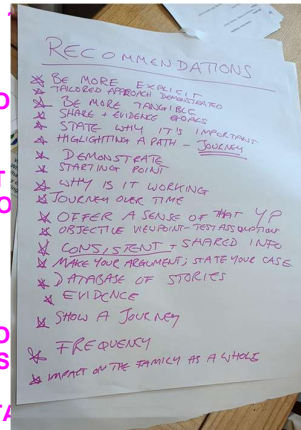 RECOMMENDATIONS
BE MORE EXPLICIT
TAILORED APPROACH DEMONSTRATED
BE MORE TANGIBLE
SHARE + EVIDENCE GOALS
STATE WHY IT'S IMPORTANT
HIGHLIGHTING A PATH - JOURNEY
DEMONSTRATE
STARTING POINT
WHY IS IT WORKING
JOURNEY OVER TIME
OFFER A SENSE OF THAT YP
OBJECTIVE VIEWPOINT-TEST ASSUMPTION
CONSISTENT + SHARED INFO
MAKE YOUR ARGUMENT, STATE YOUR CASE
DATABASE OF STORIES
EVIDENCE
SHOW A JOURNEY
FREQUENCY
IMPACT ON THE FAMILY AS A WHOLE